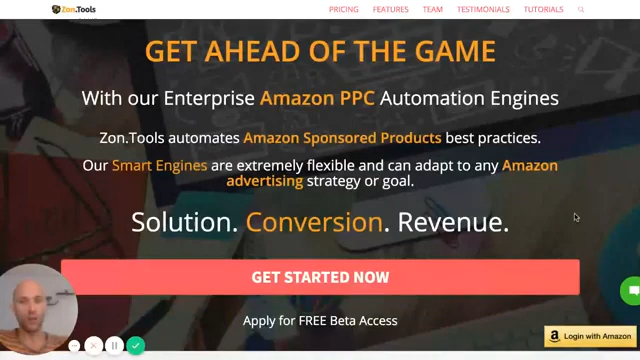 Zon.Tools
PRICING FEATURES TEAM TESTIMONIALS TUTORIALS
GET AHEAD OF THE GAME
With our Enterprise Amazon PPC Automation Engines
Zon.Tools automates Amazon Sponsored Products best practices.
Our Smart Engines are extremely flexible and can adapt to any Amazon
advertising strategy or goal.
Solution. Conversion. Revenue.
GET STARTED NOW
Apply for FREE Beta Access
a Login with Amazon